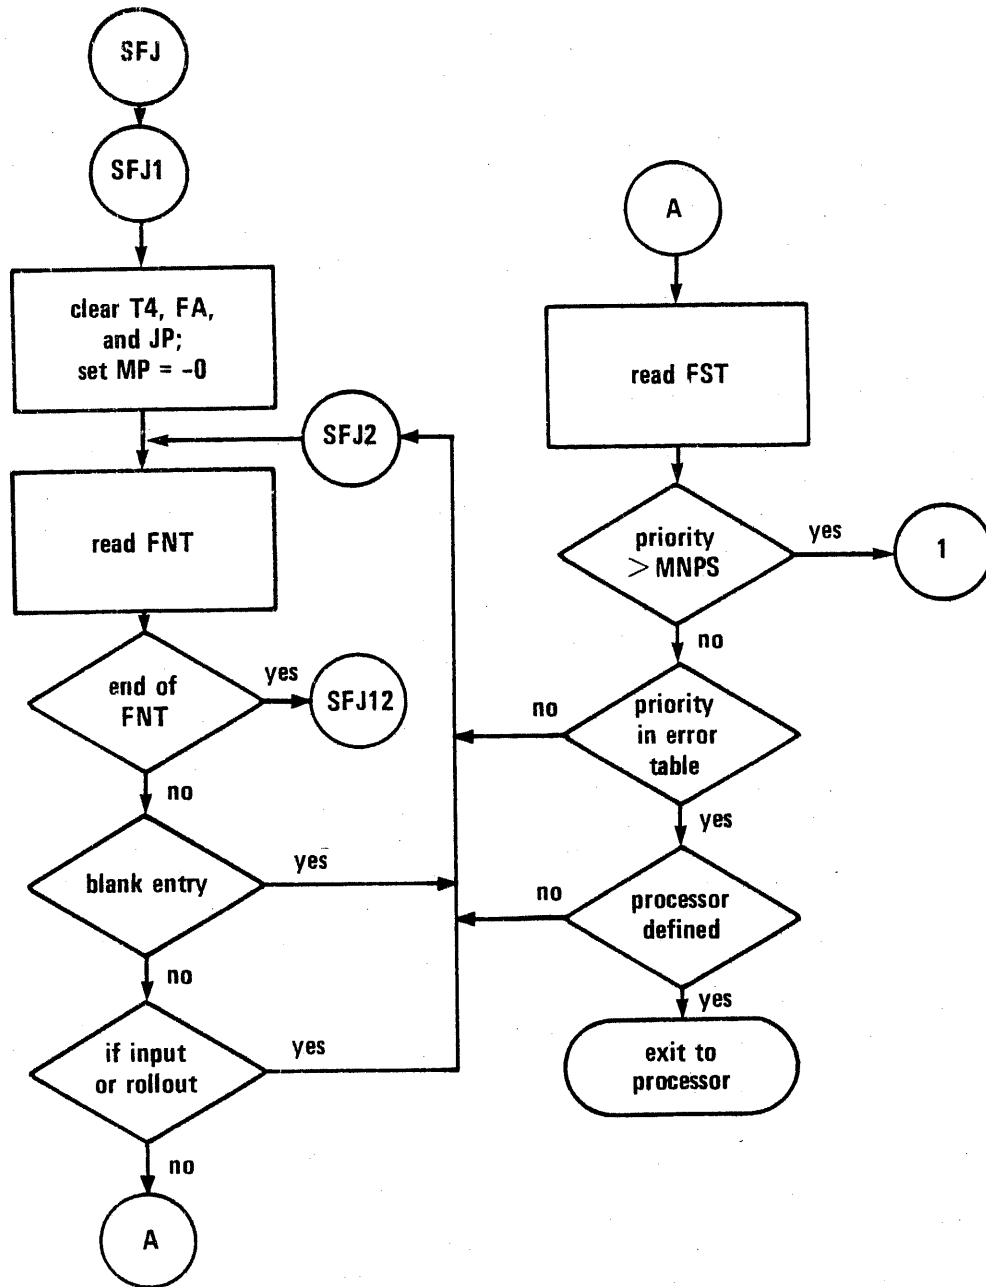 SFJ
SFJ1
clear T4, FA,
and JP;
set MP = -0
SFJ2
read FNT
end of
FNT
yes
SFJ12
no
blank entry
yes
no
if input
or rollout
yes
no
A
A
read FST
priority
> MNPS
yes
1
no
priority
in error
table
no
yes
processor
defined
no
yes
exit to
processor